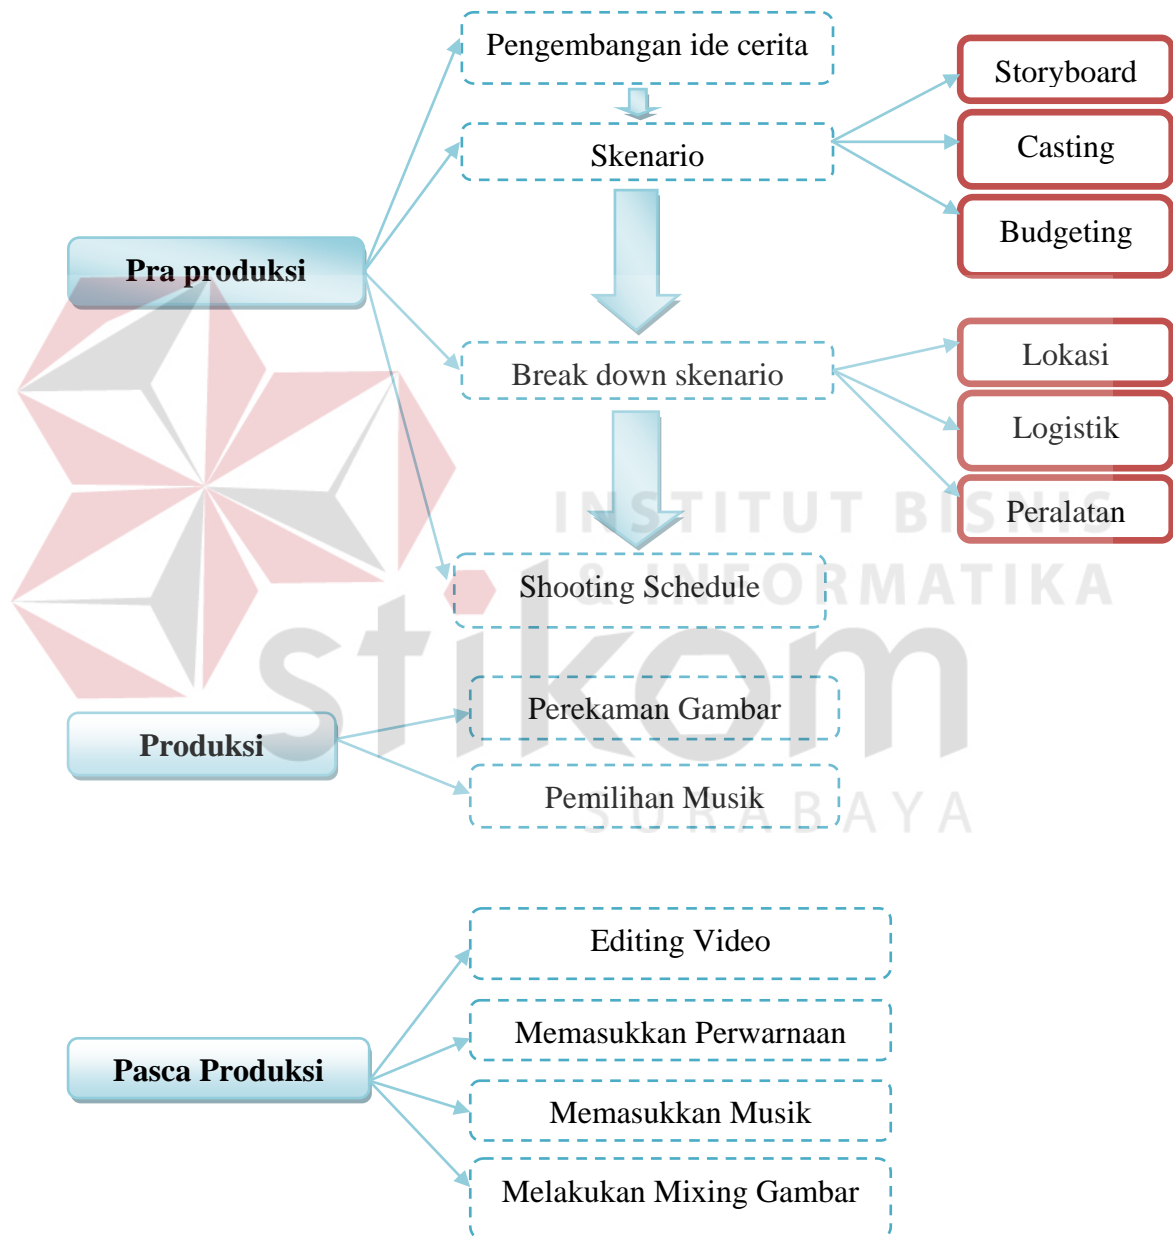 Pengembangan ide cerita
Skenario
Storyboard
Casting
Budgeting
Pra produksi
Break down skenario
Lokasi
Logistik
Peralatan
Shooting Schedule
INSTITUT BISNIS
& INFORMATIKA
stikom
SURABAYA
Produksi
Perekaman Gambar
Pemilihan Musik
Pasca Produksi
Editing Video
Memasukkan Perwarnaan
Memasukkan Musik
Melakukan Mixing Gambar